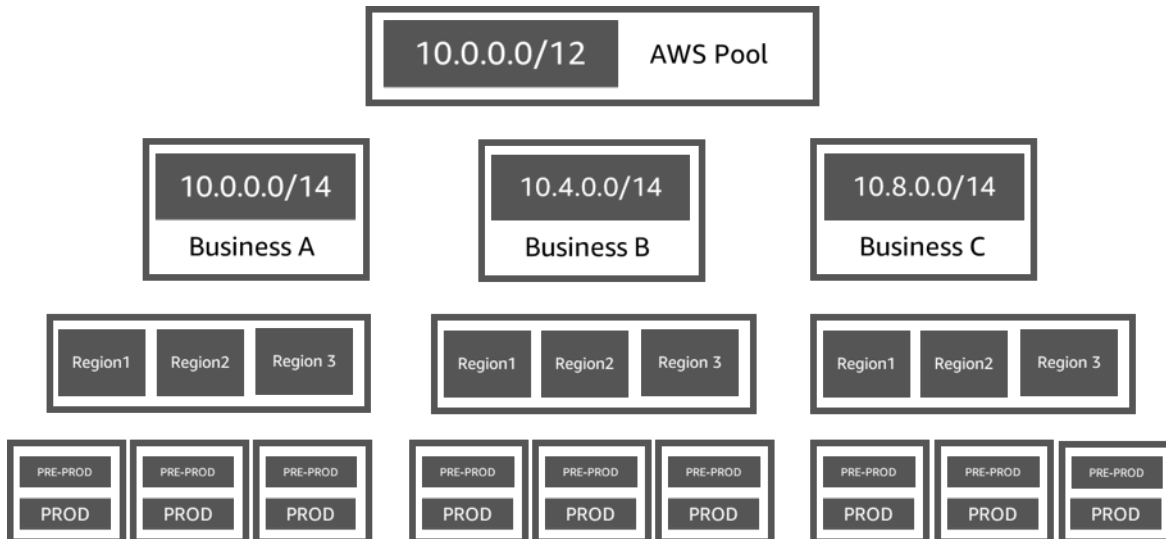 10.0.0.0/12 AWS Pool
10.0.0.0/14 10.4.0.0/14 10.8.0.0/14
Business A Business B Business C
Region1 Region2 Region 3 Region1 Region2 Region 3 Region1 Region2 Region 3
PRE-PROD PRE-PROD PRE-PROD PRE-PROD PRE-PROD PRE-PROD PRE-PROD PRE-PROD PRE-PROD
PROD PROD PROD PROD PROD PROD PROD PROD PROD